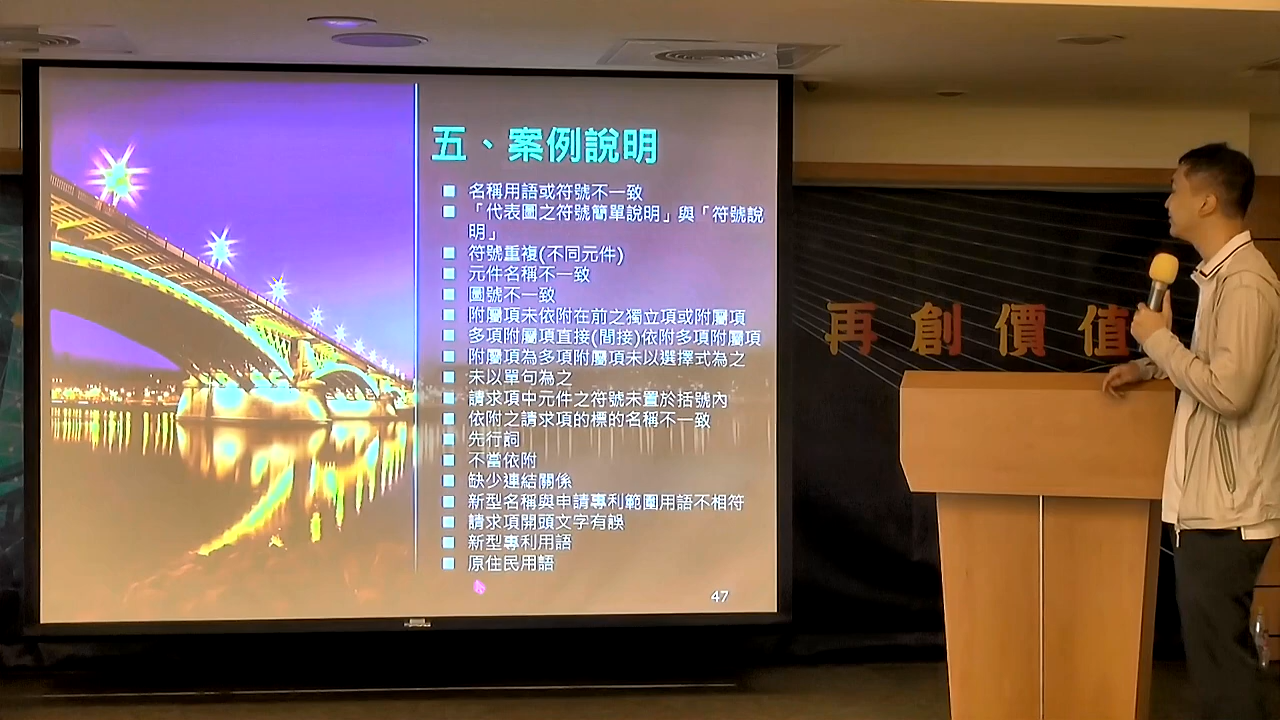 五、案例說明
名稱用語或符號不一致
「代表圖之符號簡單說明」與「符號說
明」
符號重複(不同元件)
元件名稱不一致
圖號不一致
附屬項未依附在前之獨立項或附屬項
多項附屬項直接(間接)依附多項附屬項
附屬項為多項附屬項未以選擇式為之
未以單句為之
請求項中元件之符號未置於括號內
依附之請求項的標的名稱不一致
先行詞
不當依附
缺少連結關係
新型名稱與申請專利範圍用語不相符
請求項開頭文字有誤
新型專利用語
原住民用語
47
再創價值